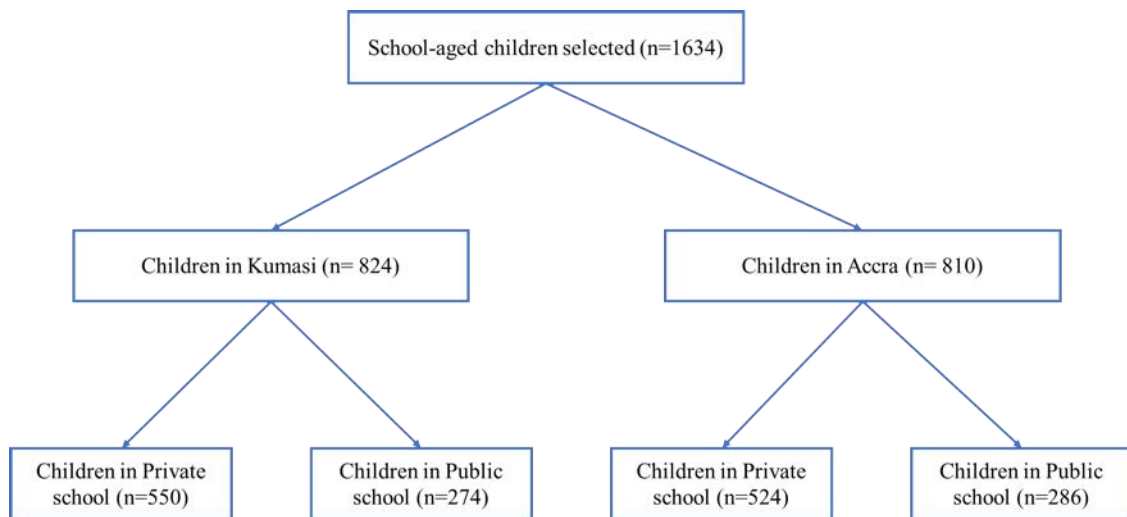 School-aged children selected (n=1634)
Children in Kumasi (n= 824)
Children in Accra (n= 810)
Children in Private
school (n=550)
Children in Public
school (n=274)
Children in Private
school (n=524)
Children in Public
school (n=286)